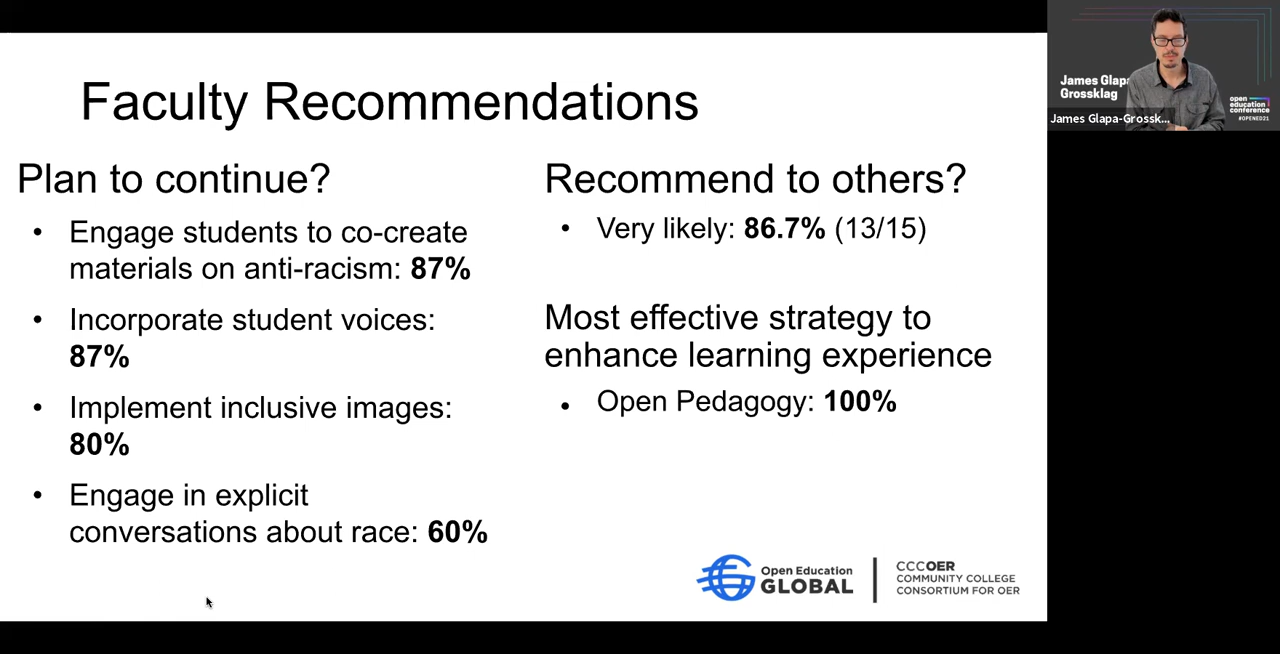 Faculty Recommendations
Plan to continue?
• Engage students to co-create
materials on anti-racism: 87%
• Incorporate student voices:
87%
• Implement inclusive images:
80%
• Engage in explicit
conversations about race: 60%
Recommend to others?
• Very likely: 86.7% (13/15)
Most effective strategy to
enhance learning experience
• Open Pedagogy: 100%
Open Education
GLOBAL
CCCOER
COMMUNITY COLLEGE
CONSORTIUM FOR OER
James Glapa
Grossklag
James Glapa-Grossk...
open
education
conference
#OPENED21